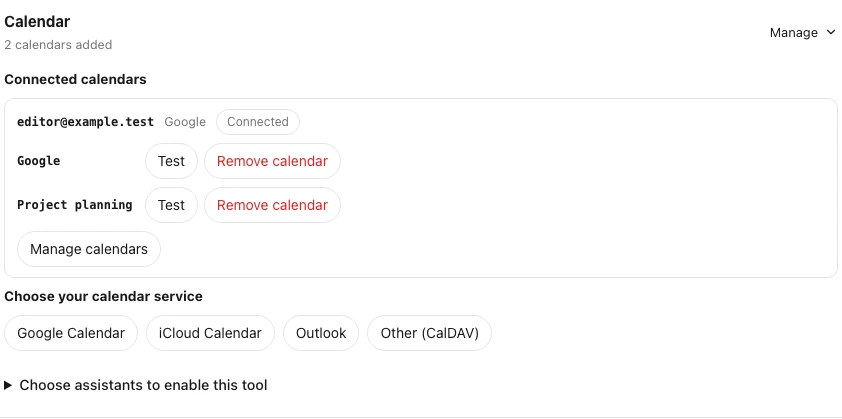 Calendar
2 calendars added
Manage
Connected calendars
editor@example.test Google Connected
Google Test Remove calendar
Project planning Test Remove calendar
Manage calendars
Choose your calendar service
Google Calendar iCloud Calendar Outlook Other (CalDAV)
Choose assistants to enable this tool